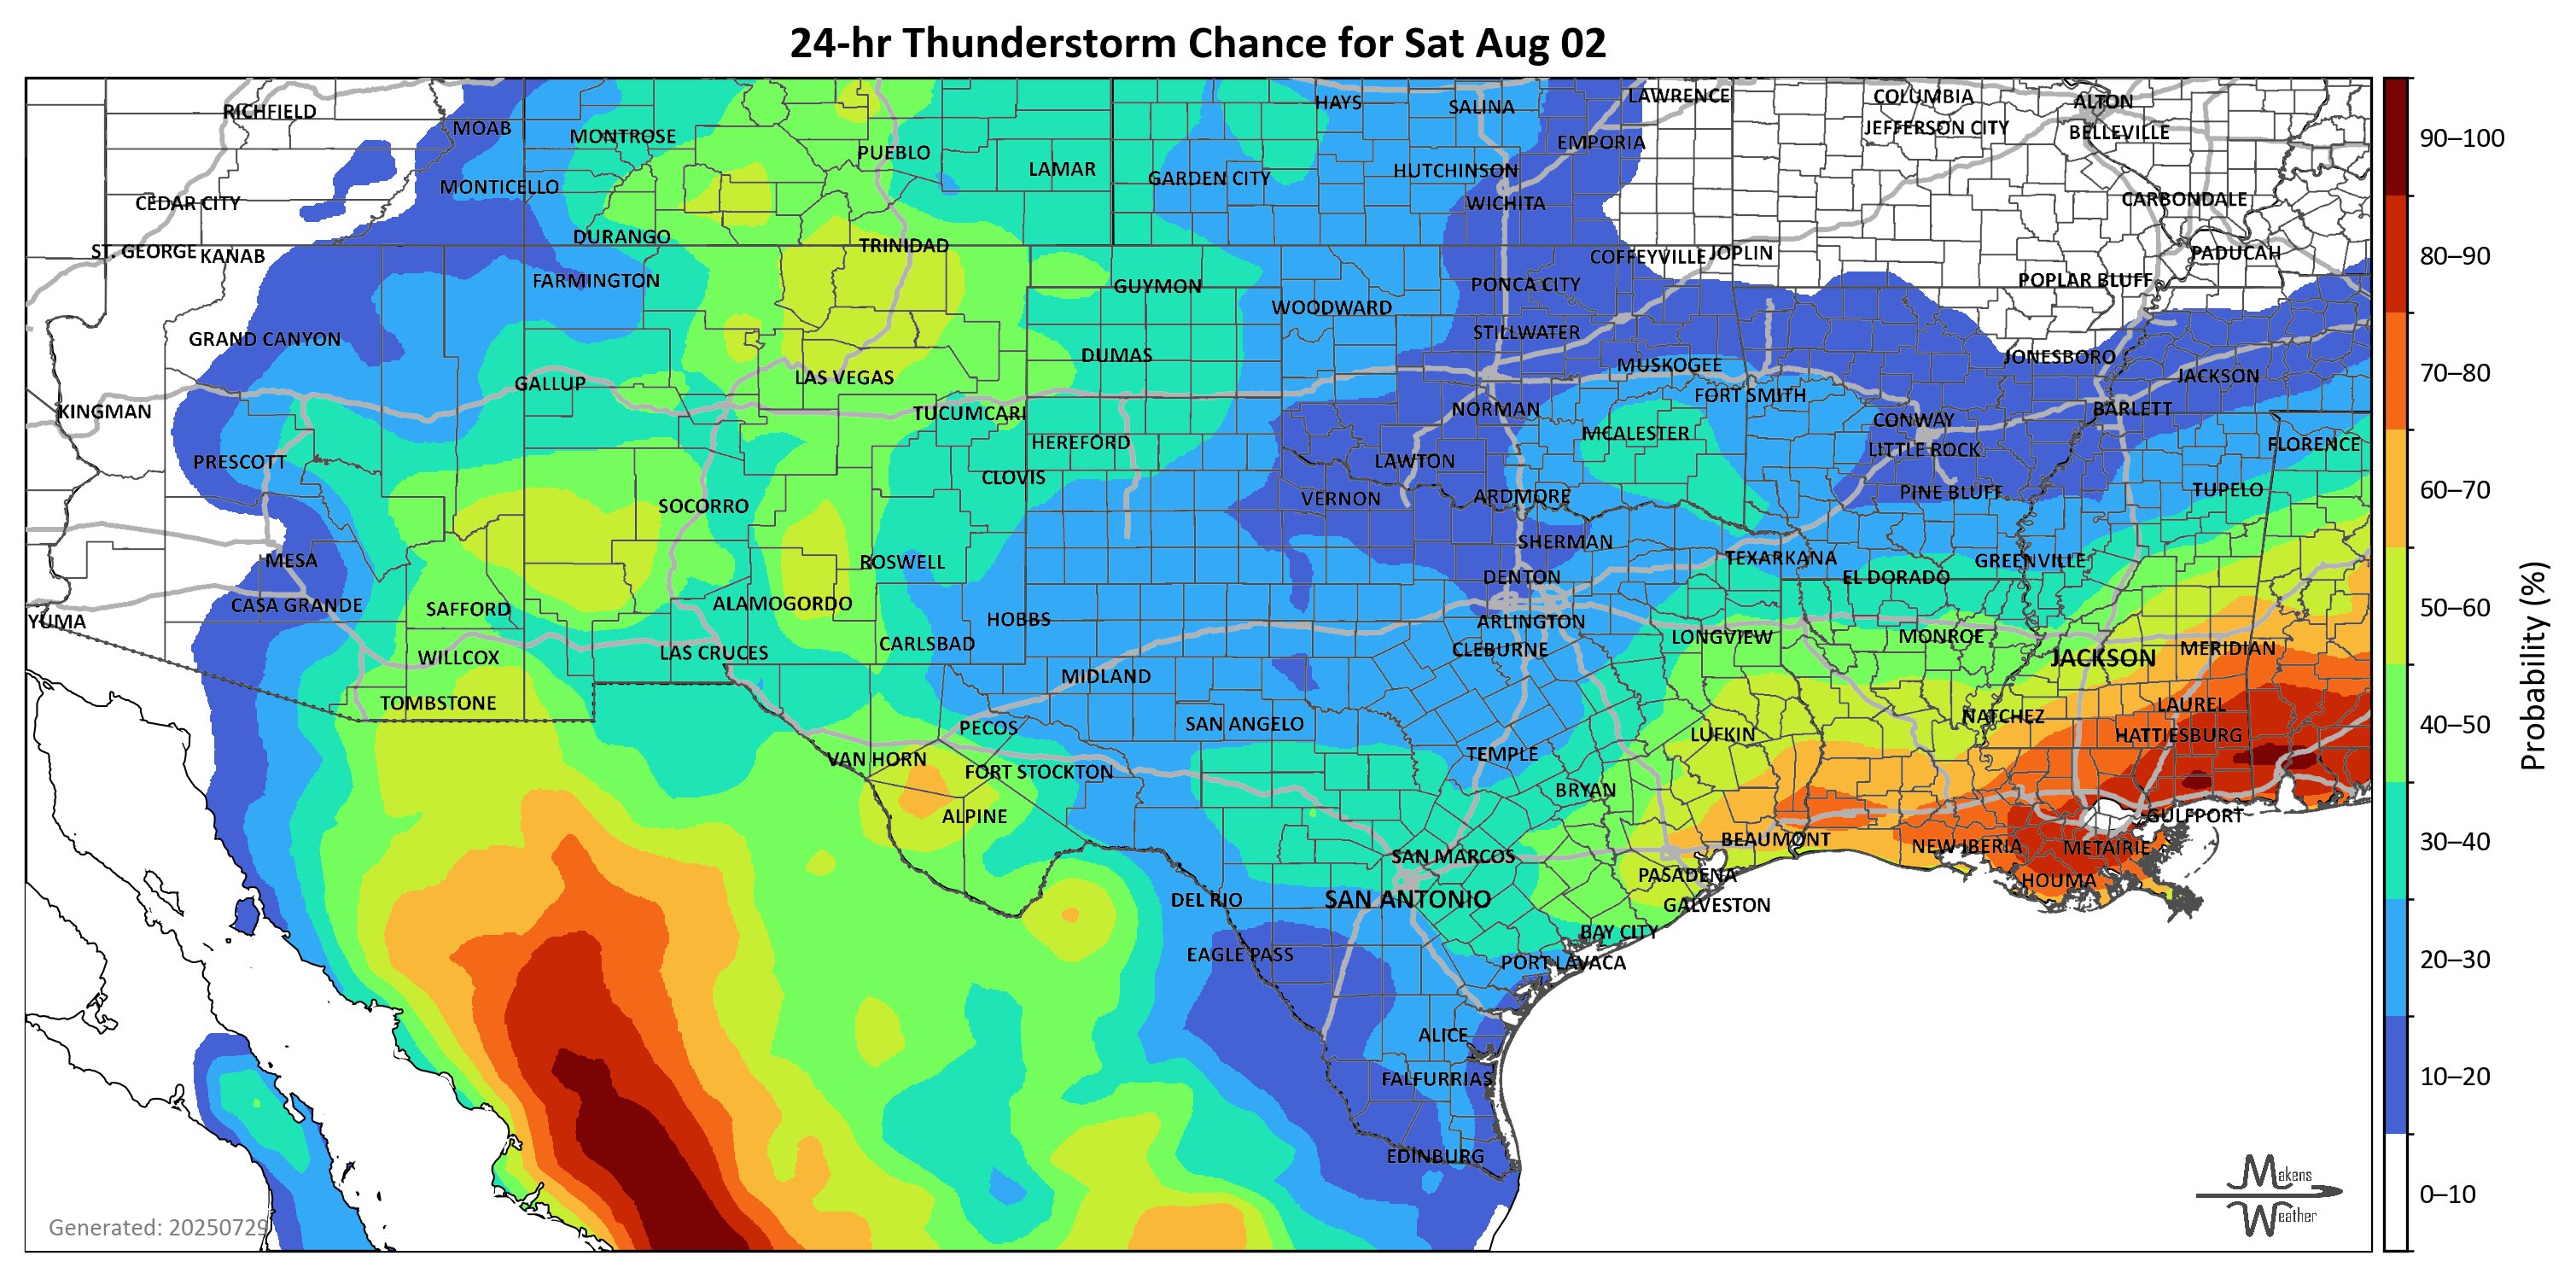 24-hr Thunderstorm Chance for Sat Aug 02
RICHFIELD
MOAB
MONTROSE
PUEBLO
LAMAR
HAYS
SALINA
LAWRENCE
COLUMBIA
ALTON
JEFFERSON CITY
BELLEVILLE
EMPORIA
HUTCHINSON
GARDEN CITY
MONTICELLO
CEDAR CITY
WICHITA
CARBONDALE
DURANGO
TRINIDAD
ST. GEORGE
KANAB
COFFEYVILLE
JOPLIN
PADUCAH
FARMINGTON
GUYMON
PONCA CITY
POPLAR BLUFF
WOODWARD
GRAND CANYON
STILLWATER
DUMAS
MUSKOGEE
JONESBORO
GALLUP
LAS VEGAS
JACKSON
FORT SMITH
KINGMAN
TUCUMCARI
NORMAN
BARLETT
CONWAY
HEREFORD
MCALESTER
LITTLE ROCK
FLORENCE
PRESCOTT
CLOVIS
LAWTON
SOCORRO
VERNON
ARDMORE
PINE BLUFF
TUPELO
MESA
ROSWELL
SHERMAN
TEXARKANA
GREENVILLE
DENTON
EL DORADO
CASA GRANDE
SAFFORD
ALAMOGORDO
YUMA
HOBBS
ARLINGTON
LONGVIEW
MONROE
WILLCOX
LAS CRUCES
CARLSBAD
CLEBURNE
JACKSON
MERIDIAN
TOMBSTONE
MIDLAND
LAUREL
PECOS
SAN ANGELO
NATCHEZ
LUFKIN
HATTIESBURG
VAN HORN
FORT STOCKTON
TEMPLE
BRYAN
ALPINE
GULFPORT
BEAUMONT
NEW IBERIA
METAIRIE
SAN MARCOS
PASADENA
HOUMA
DEL RIO
SAN ANTONIO
GALVESTON
BAY CITY
EAGLE PASS
PORT LAVACA
ALICE
FALFURRIAS
EDINBURG
Generated: 20250729
Makens
Weather
90–100
80–90
70–80
60–70
50–60
40–50
30–40
20–30
10–20
0–10
Probability (%)